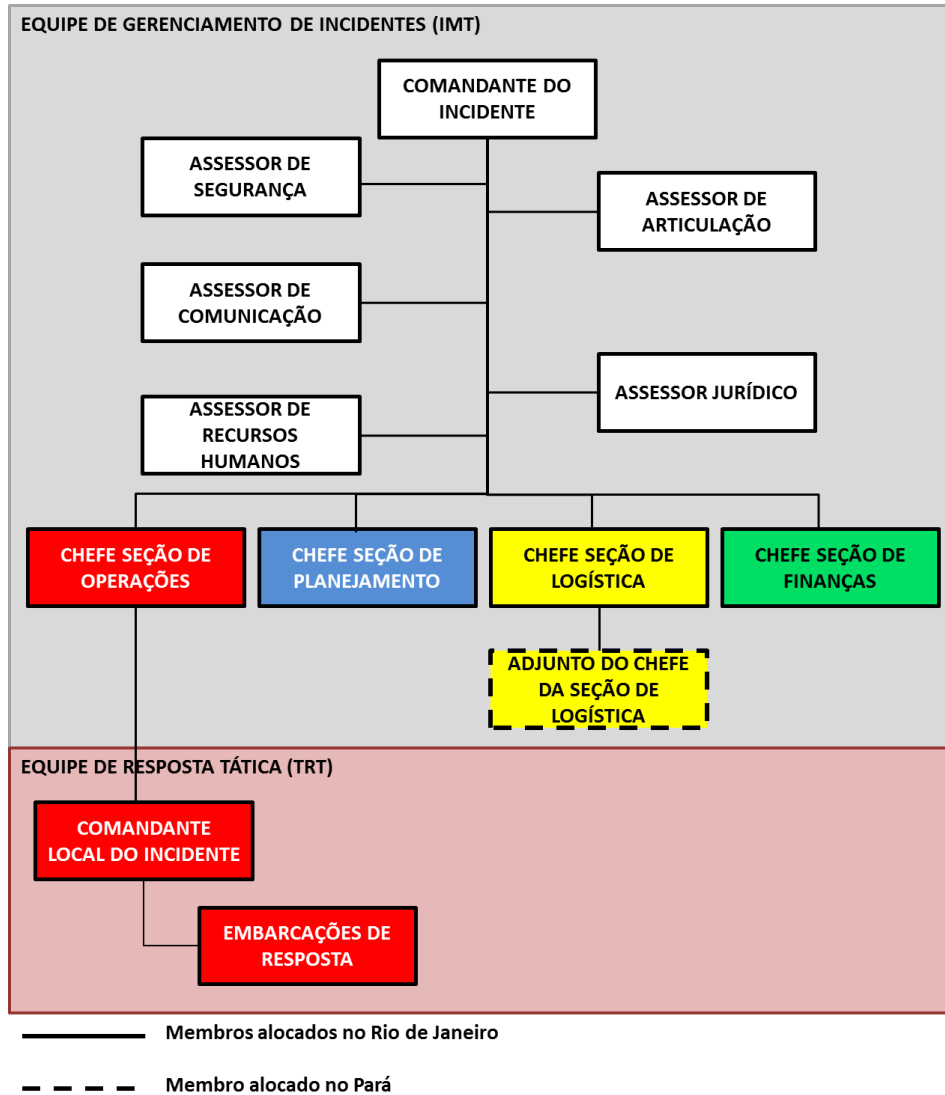 EQUIPE DE GERENCIAMENTO DE INCIDENTES (IMT)
COMANDANTE DO
INCIDENTE
ASSESSOR DE
SEGURANÇA
ASSESSOR DE
ARTICULAÇÃO
ASSESSOR DE
COMUNICAÇÃO
ASSESSOR JURÍDICO
ASSESSOR DE
RECURSOS
HUMANOS
CHEFE SEÇÃO DE
OPERAÇÕES
CHEFE SEÇÃO DE
PLANEJAMENTO
CHEFE SEÇÃO DE
LOGÍSTICA
CHEFE SEÇÃO DE
FINANÇAS
ADJUNTO DO CHEFE
DA SEÇÃO DE
LOGÍSTICA
EQUIPE DE RESPOSTA TÁTICA (TRT)
COMANDANTE
LOCAL DO INCIDENTE
EMBARCAÇÕES DE
RESPOSTA
Membros alocados no Rio de Janeiro
Membro alocado no Pará